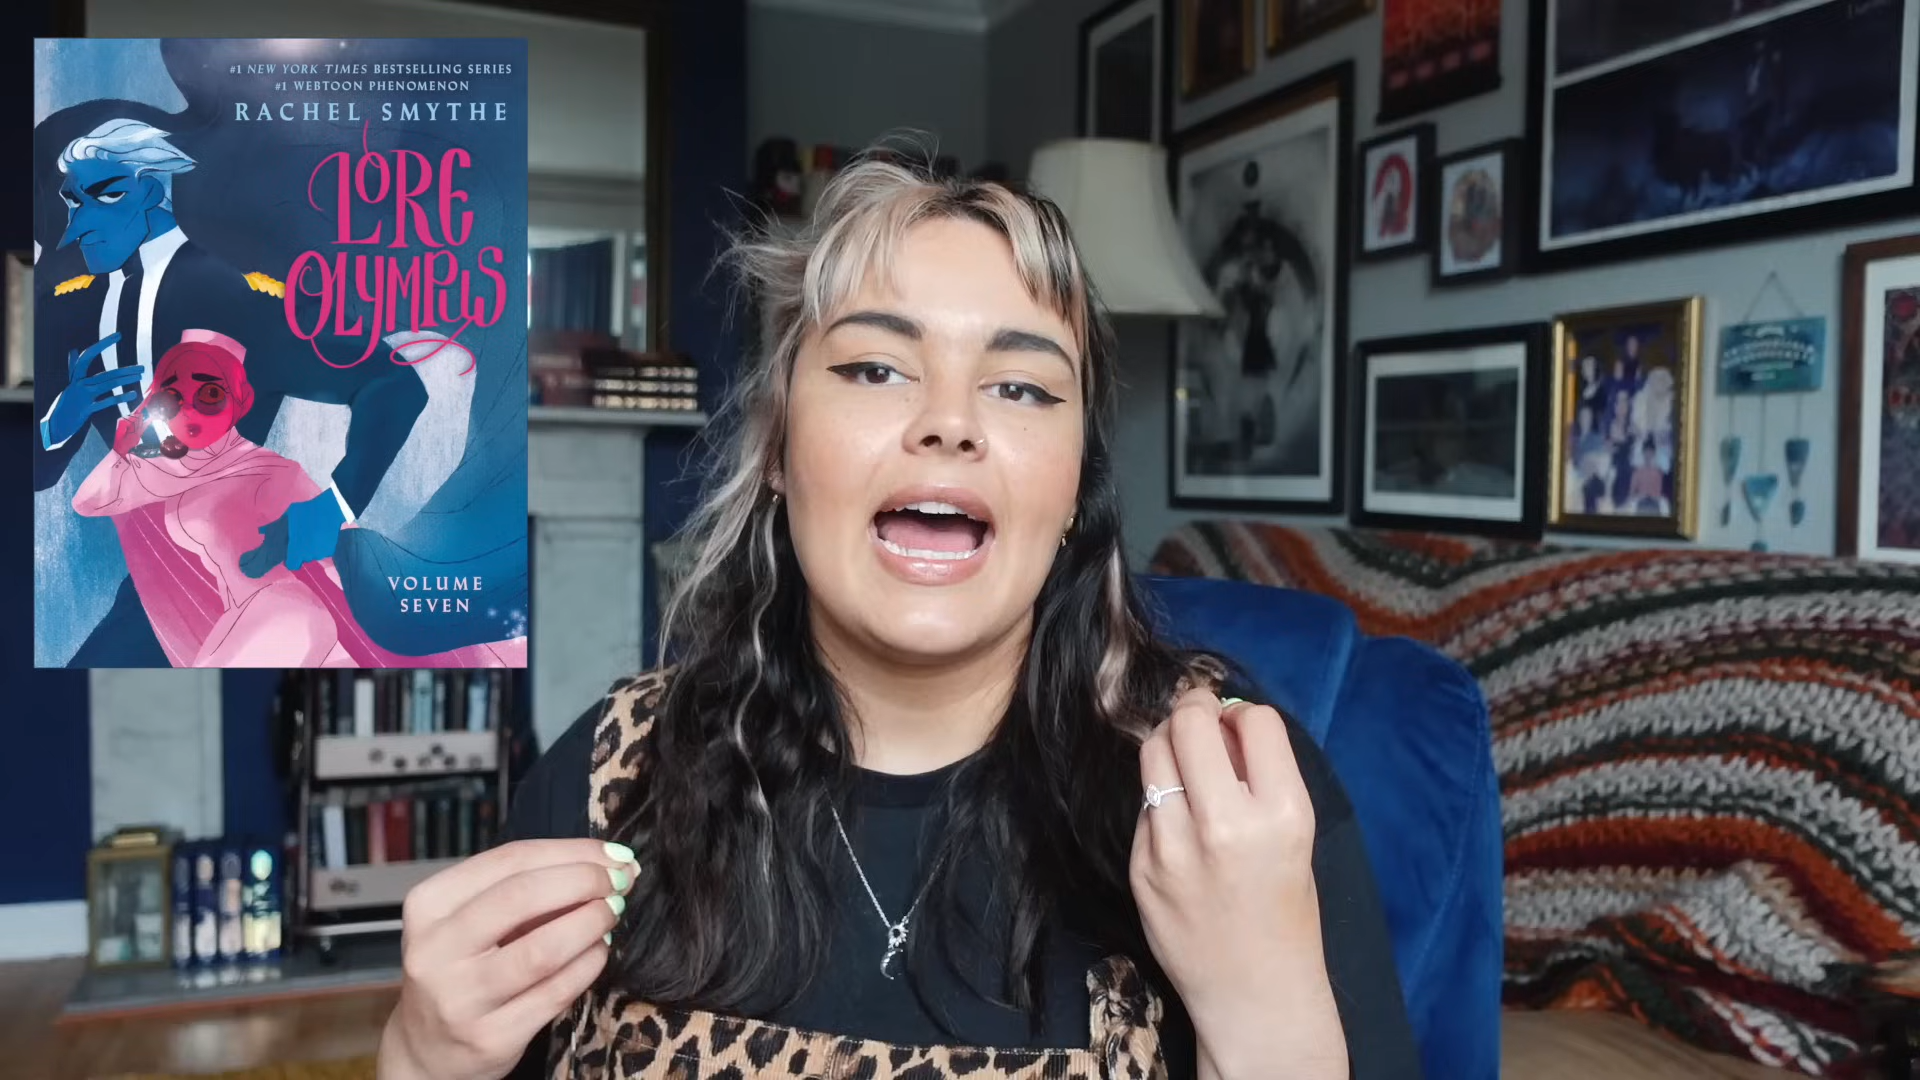 #1 NEW YORK TIMES BESTSELLING SERIES
#1 WEBTOON PHENOMENON
RACHEL SMYTHE
LORE
OLYMPUS
VOLUME
SEVEN